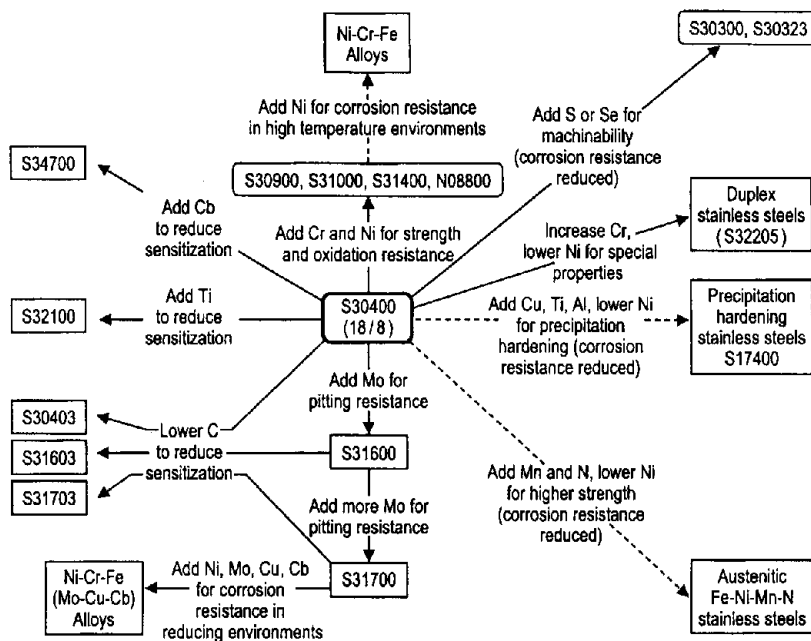 Ni-Cr-Fe
Alloys
S30300, S30323
Add Ni for corrosion resistance
in high temperature environments
Add S or Se for
machinability
(corrosion resistance
reduced)
S34700
S30900, S31000, S31400, N08800
Duplex
stainless steels
(S32205)
Add Cb
to reduce
sensitization
Add Cr and Ni for strength
and oxidation resistance
Increase Cr,
lower Ni for special
properties
S32100
Add Ti
to reduce
sensitization
S30400
(18/8)
Add Cu, Ti, Al, lower Ni
for precipitation
hardening (corrosion
resistance reduced)
Precipitation
hardening
stainless steels
S17400
Add Mo for
pitting resistance
S30403
S31603
S31703
Lower C
to reduce
sensitization
S31600
Add Mn and N, lower Ni
for higher strength
(corrosion resistance
reduced)
Add more Mo for
pitting resistance
Ni-Cr-Fe
(Mo-Cu-Cb)
Alloys
Add Ni, Mo, Cu, Cb
for corrosion
resistance in
reducing environments
S31700
Austenitic
Fe-Ni-Mn-N
stainless steels